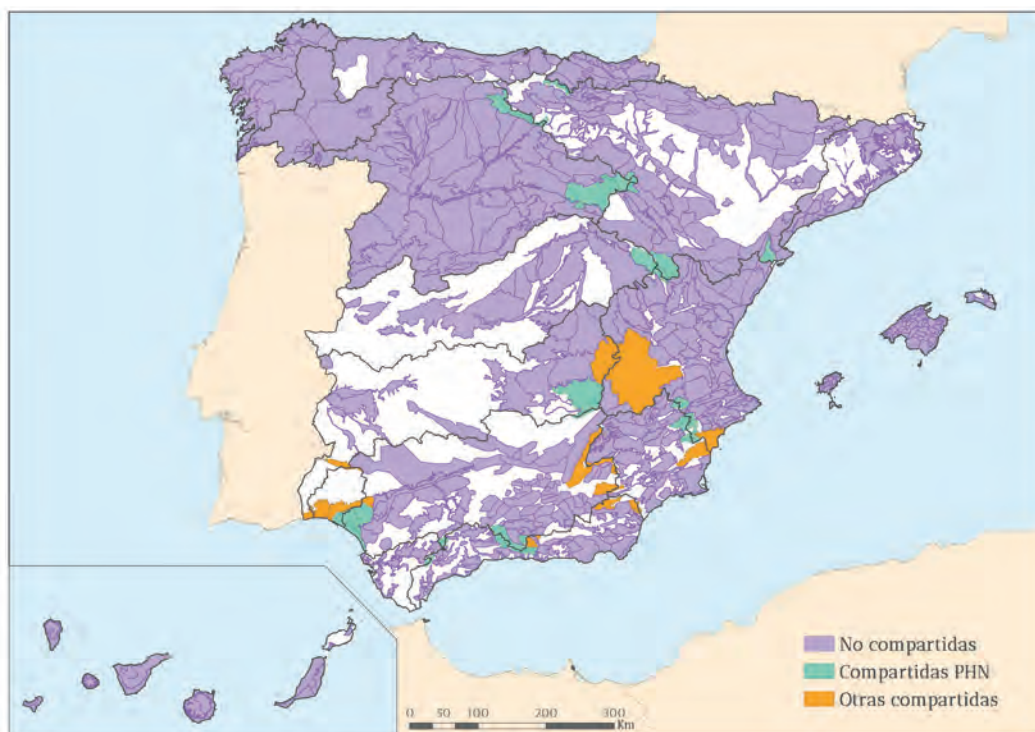 No compartidas
Compartidas PHN
Otras compartidas
0 50 100 200 300
Km